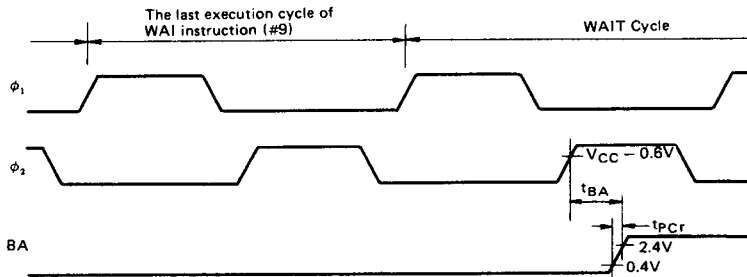 The last execution cycle of
WAI instruction (#9)
WAIT Cycle
ϕ₁
ϕ₂
VCC – 0.6V
tBA
tPCr
BA
2.4V
0.4V